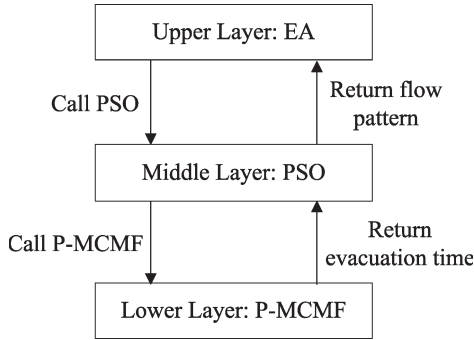 Upper Layer: EA
Call PSO
Return flow
pattern
Middle Layer: PSO
Call P-MCMF
Return
evacuation time
Lower Layer: P-MCMF